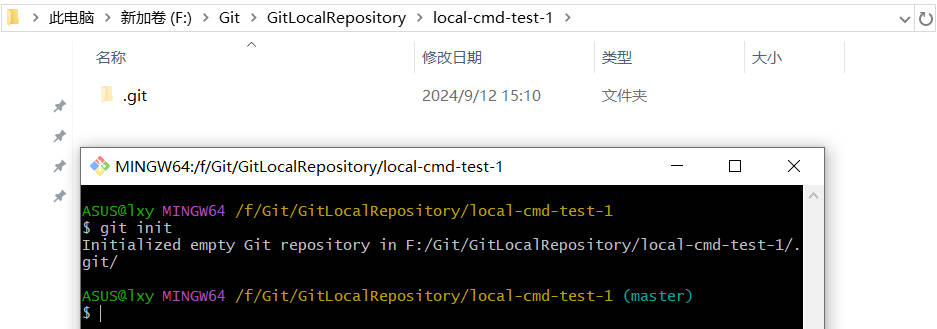 此电脑 > 新加卷 (F:) > Git > GitLocalRepository > local-cmd-test-1 >
名称 修改日期 类型 大小
.git 2024/9/12 15:10 文件夹
MINGW64:/f/Git/GitLocalRepository/local-cmd-test-1
ASUS@lxy MINGW64 /f/Git/GitLocalRepository/local-cmd-test-1
$ git init
Initialized empty Git repository in F:/Git/GitLocalRepository/local-cmd-test-1/.
git/
ASUS@lxy MINGW64 /f/Git/GitLocalRepository/local-cmd-test-1 (master)
$